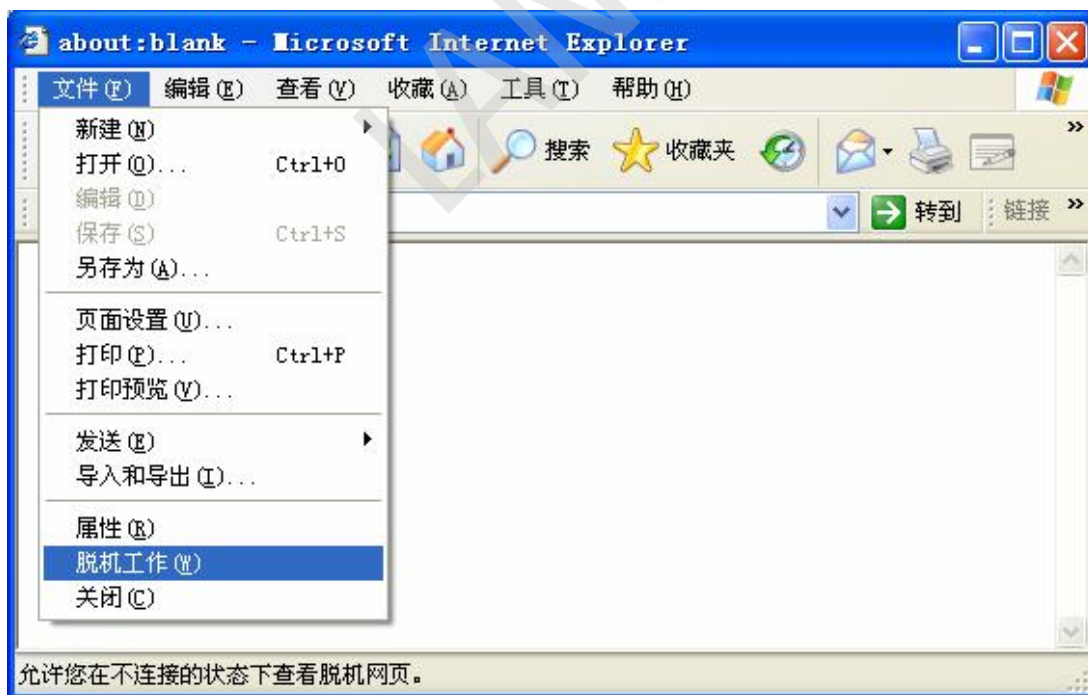 about:blank - Microsoft Internet Explorer
文件(F) 编辑(E) 查看(V) 收藏(A) 工具(T) 帮助(H)
搜索 收藏夹 »
转到 链接 »
新建(N)
打开(O)... Ctrl+O
编辑(D)
保存(S) Ctrl+S
另存为(A)...
页面设置(U)...
打印(P)... Ctrl+P
打印预览(V)...
发送(E)
导入和导出(I)...
属性(R)
脱机工作(W)
关闭(C)
允许您在不连接的状态下查看脱机网页。